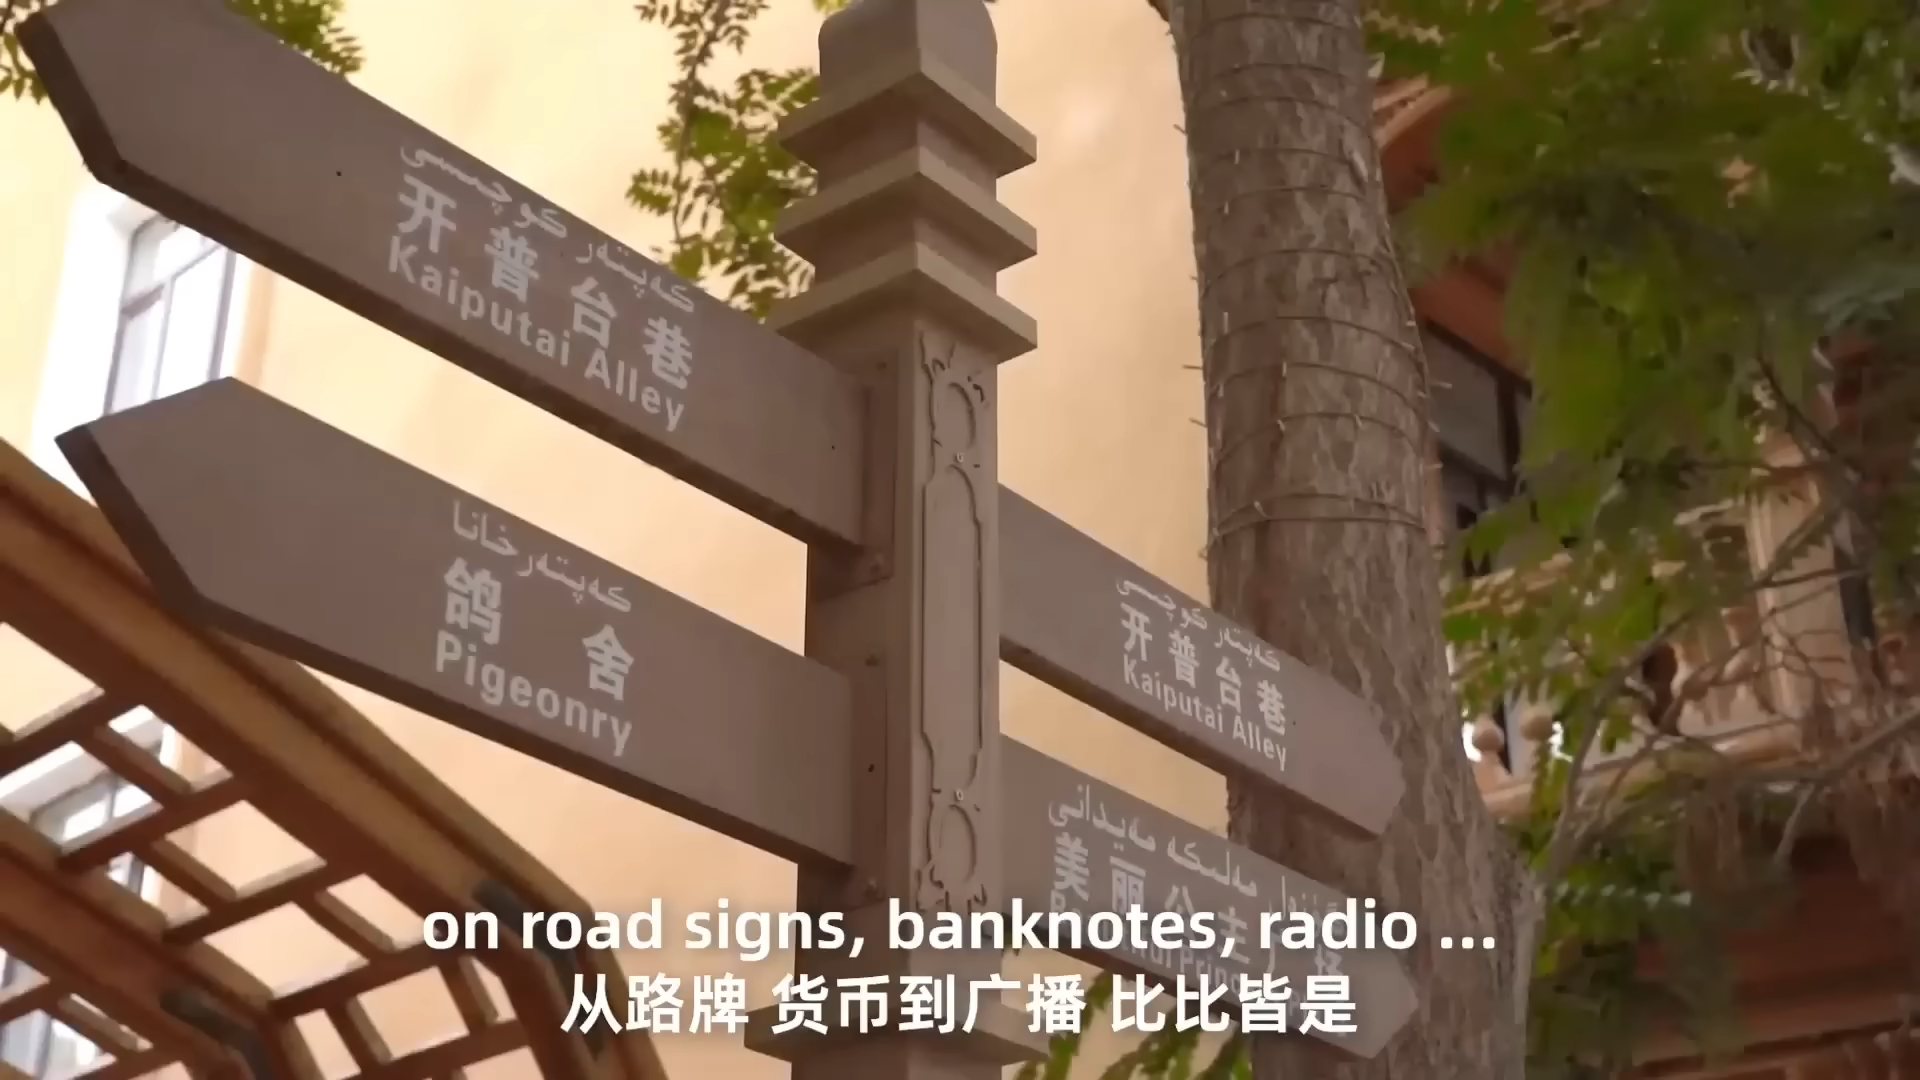 كەپتەر كوچىسى
开普台巷
Kaiputai Alley
كەپتەرخانا
鸽舍
Pigeonry
كەپتەر كوچىسى
开普台巷
Kaiputai Alley
مەلىكە مەيدانى
美丽公主广场
on road signs, banknotes, radio ...
从路牌 货币到广播 比比皆是